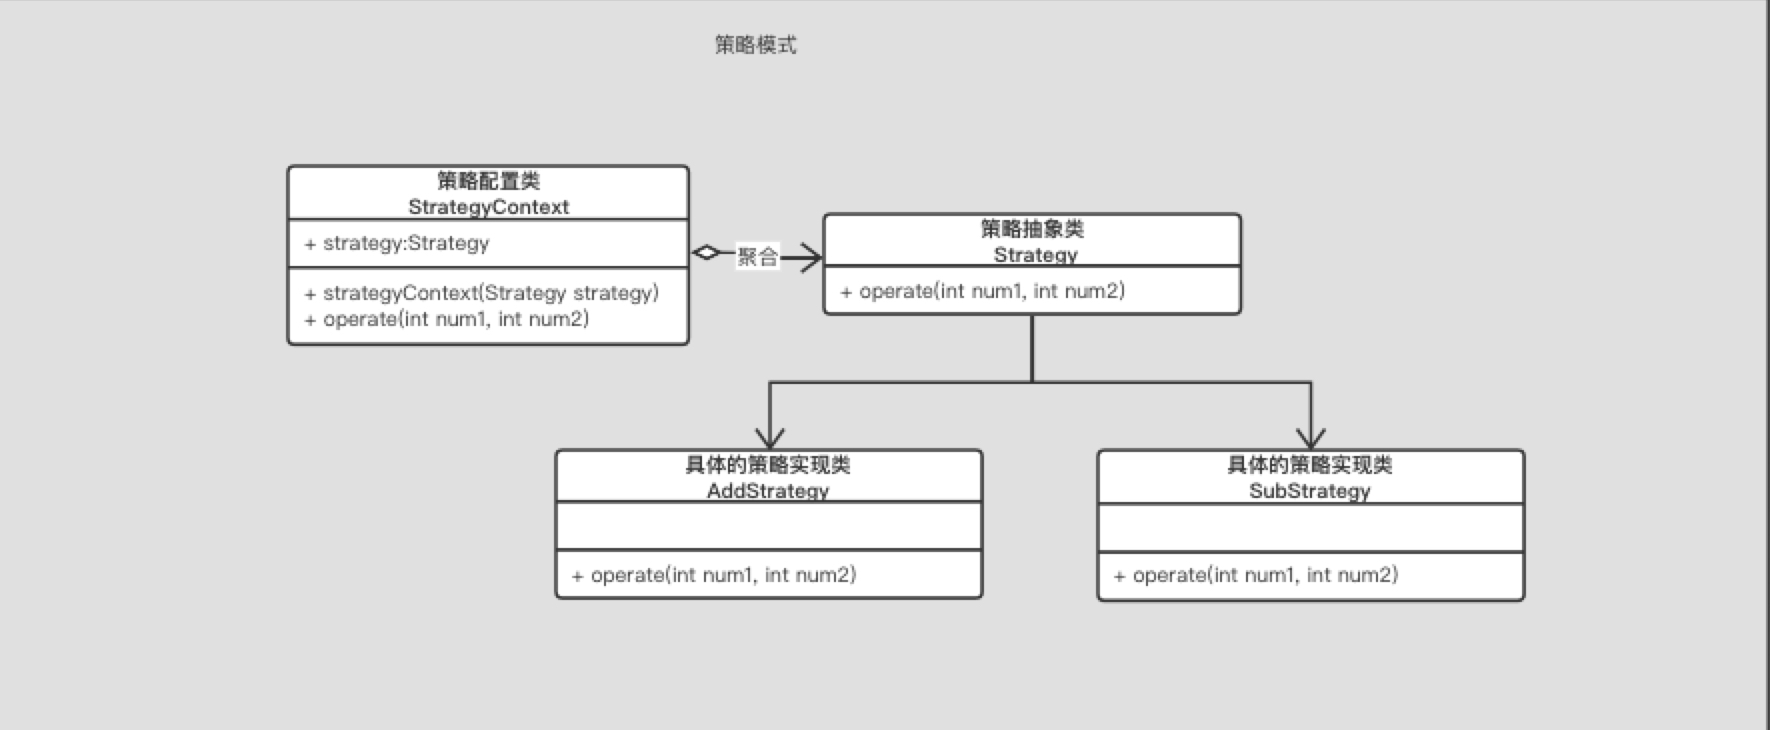 策略模式
策略配置类
StrategyContext
+ strategy:Strategy
+ strategyContext(Strategy strategy)
+ operate(int num1, int num2)
聚合
策略抽象类
Strategy
+ operate(int num1, int num2)
具体的策略实现类
AddStrategy
+ operate(int num1, int num2)
具体的策略实现类
SubStrategy
+ operate(int num1, int num2)